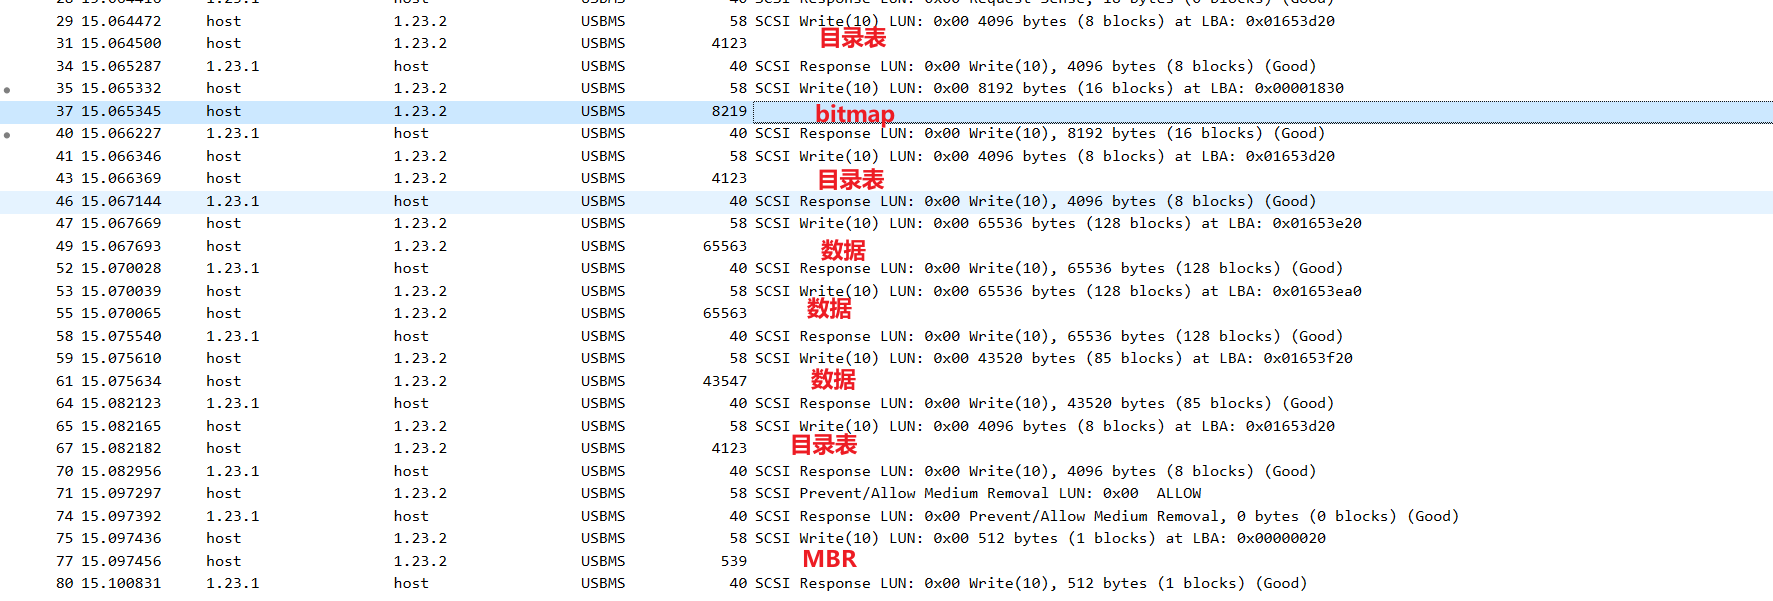 28 15.064416 1.23.1 host USBMS 40 SCSI Response LUN: 0x00 Request Sense, 18 bytes (0 blocks) (Good)
29 15.064472 host 1.23.2 USBMS 58 SCSI Write(10) LUN: 0x00 4096 bytes (8 blocks) at LBA: 0x01653d20
31 15.064500 host 1.23.2 USBMS 4123 目录表
34 15.065287 1.23.1 host USBMS 40 SCSI Response LUN: 0x00 Write(10), 4096 bytes (8 blocks) (Good)
35 15.065332 host 1.23.2 USBMS 58 SCSI Write(10) LUN: 0x00 8192 bytes (16 blocks) at LBA: 0x00001830
37 15.065345 host 1.23.2 USBMS 8219 bitmap
40 15.066227 1.23.1 host USBMS 40 SCSI Response LUN: 0x00 Write(10), 8192 bytes (16 blocks) (Good)
41 15.066346 host 1.23.2 USBMS 58 SCSI Write(10) LUN: 0x00 4096 bytes (8 blocks) at LBA: 0x01653d20
43 15.066369 host 1.23.2 USBMS 4123 目录表
46 15.067144 1.23.1 host USBMS 40 SCSI Response LUN: 0x00 Write(10), 4096 bytes (8 blocks) (Good)
47 15.067669 host 1.23.2 USBMS 58 SCSI Write(10) LUN: 0x00 65536 bytes (128 blocks) at LBA: 0x01653e20
49 15.067693 host 1.23.2 USBMS 65563 数据
52 15.070028 1.23.1 host USBMS 40 SCSI Response LUN: 0x00 Write(10), 65536 bytes (128 blocks) (Good)
53 15.070039 host 1.23.2 USBMS 58 SCSI Write(10) LUN: 0x00 65536 bytes (128 blocks) at LBA: 0x01653ea0
55 15.070065 host 1.23.2 USBMS 65563 数据
58 15.075540 1.23.1 host USBMS 40 SCSI Response LUN: 0x00 Write(10), 65536 bytes (128 blocks) (Good)
59 15.075610 host 1.23.2 USBMS 58 SCSI Write(10) LUN: 0x00 43520 bytes (85 blocks) at LBA: 0x01653f20
61 15.075634 host 1.23.2 USBMS 43547 数据
64 15.082123 1.23.1 host USBMS 40 SCSI Response LUN: 0x00 Write(10), 43520 bytes (85 blocks) (Good)
65 15.082165 host 1.23.2 USBMS 58 SCSI Write(10) LUN: 0x00 4096 bytes (8 blocks) at LBA: 0x01653d20
67 15.082182 host 1.23.2 USBMS 4123 目录表
70 15.082956 1.23.1 host USBMS 40 SCSI Response LUN: 0x00 Write(10), 4096 bytes (8 blocks) (Good)
71 15.097297 host 1.23.2 USBMS 58 SCSI Prevent/Allow Medium Removal LUN: 0x00 ALLOW
74 15.097392 1.23.1 host USBMS 40 SCSI Response LUN: 0x00 Prevent/Allow Medium Removal, 0 bytes (0 blocks) (Good)
75 15.097436 host 1.23.2 USBMS 58 SCSI Write(10) LUN: 0x00 512 bytes (1 blocks) at LBA: 0x00000020
77 15.097456 host 1.23.2 USBMS 539 MBR
80 15.100831 1.23.1 host USBMS 40 SCSI Response LUN: 0x00 Write(10), 512 bytes (1 blocks) (Good)